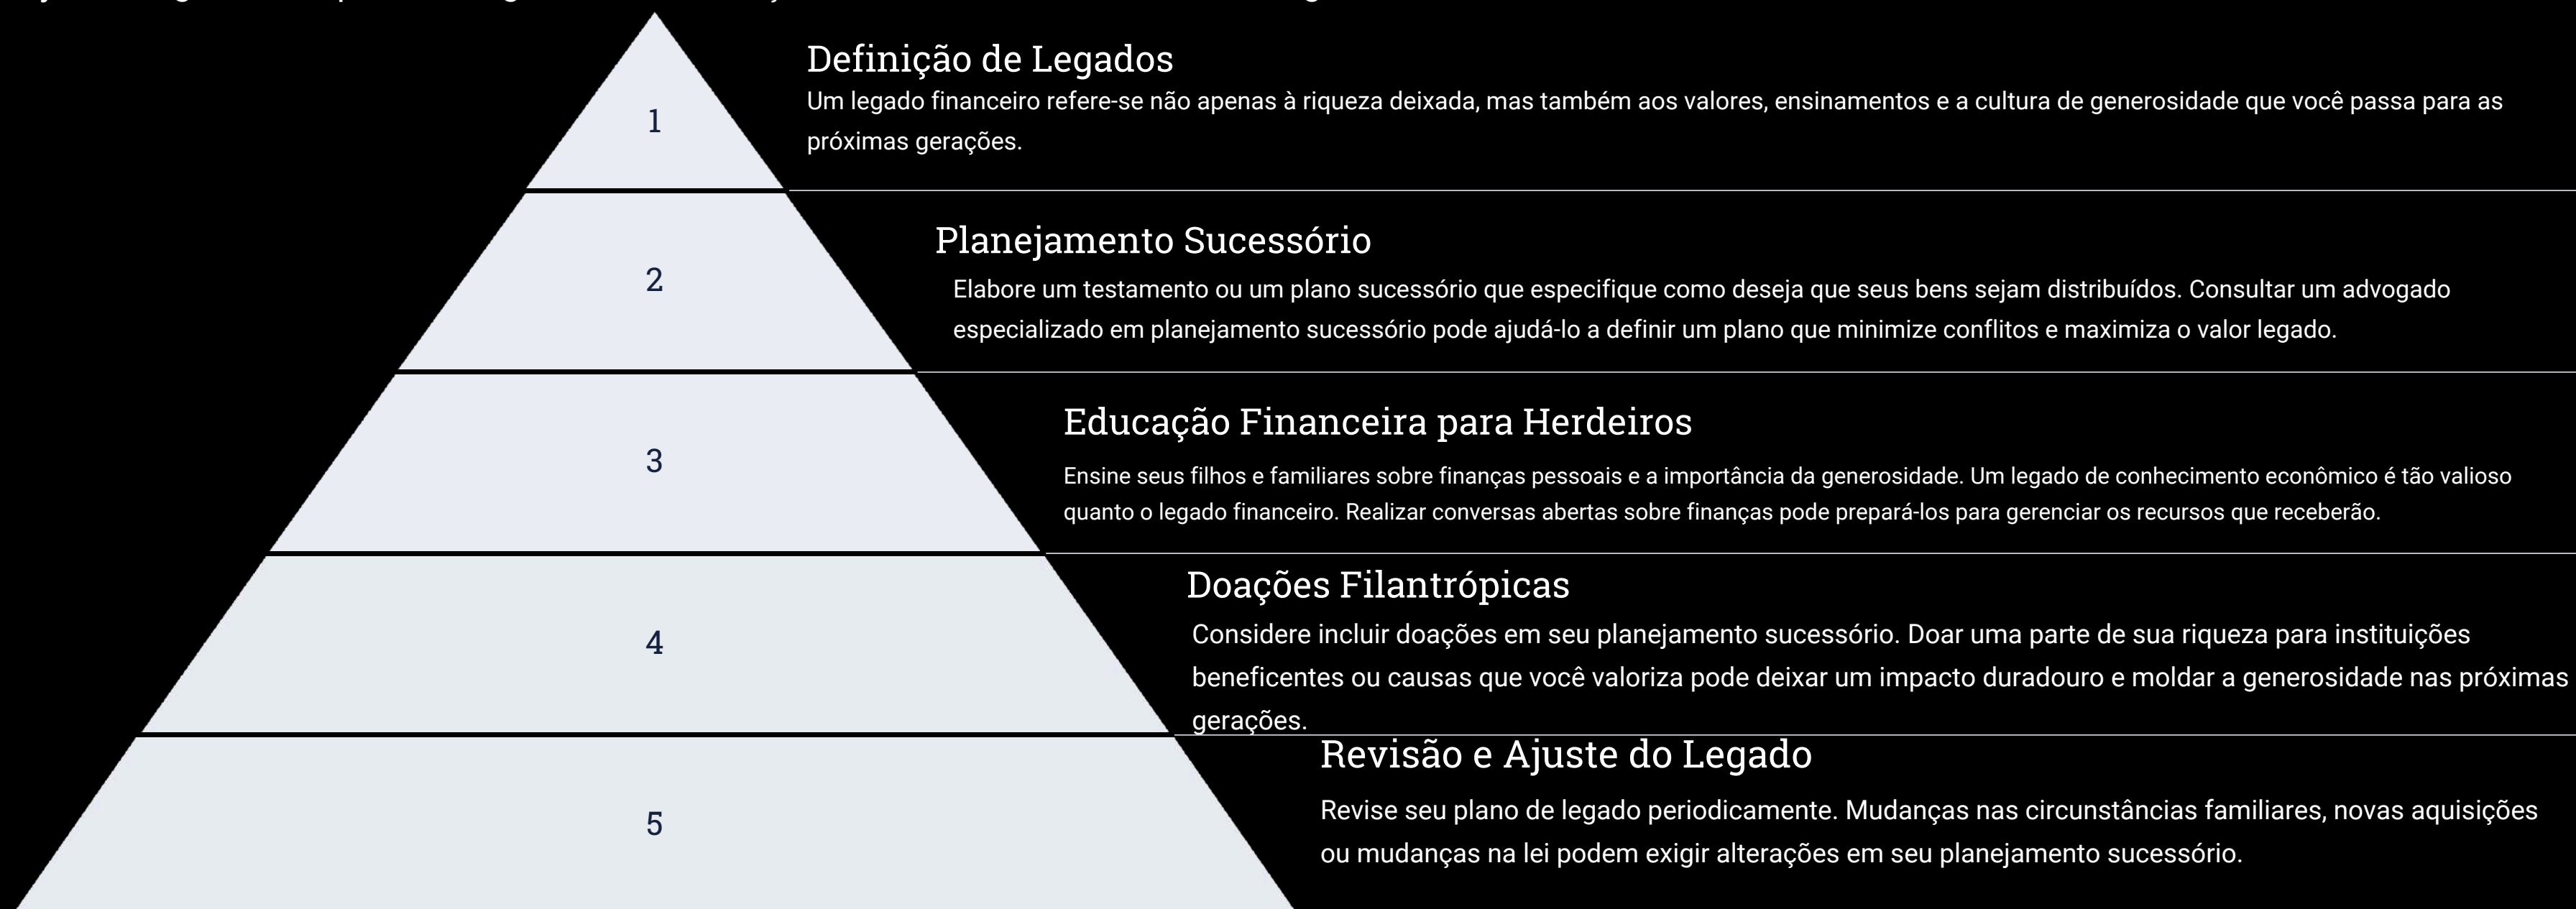 1
Definição de Legados
Um legado financeiro refere-se não apenas à riqueza deixada, mas também aos valores, ensinamentos e a cultura de generosidade que você passa para as
próximas gerações.
2
Planejamento Sucessório
Elabore um testamento ou um plano sucessório que especifique como deseja que seus bens sejam distribuídos. Consultar um advogado
especializado em planejamento sucessório pode ajudá-lo a definir um plano que minimize conflitos e maximiza o valor legado.
3
Educação Financeira para Herdeiros
Ensine seus filhos e familiares sobre finanças pessoais e a importância da generosidade. Um legado de conhecimento econômico é tão valioso
quanto o legado financeiro. Realizar conversas abertas sobre finanças pode prepará-los para gerenciar os recursos que receberão.
4
Doações Filantrópicas
Considere incluir doações em seu planejamento sucessório. Doar uma parte de sua riqueza para instituições
beneficentes ou causas que você valoriza pode deixar um impacto duradouro e moldar a generosidade nas próximas
gerações.
5
Revisão e Ajuste do Legado
Revise seu plano de legado periodicamente. Mudanças nas circunstâncias familiares, novas aquisições
ou mudanças na lei podem exigir alterações em seu planejamento sucessório.